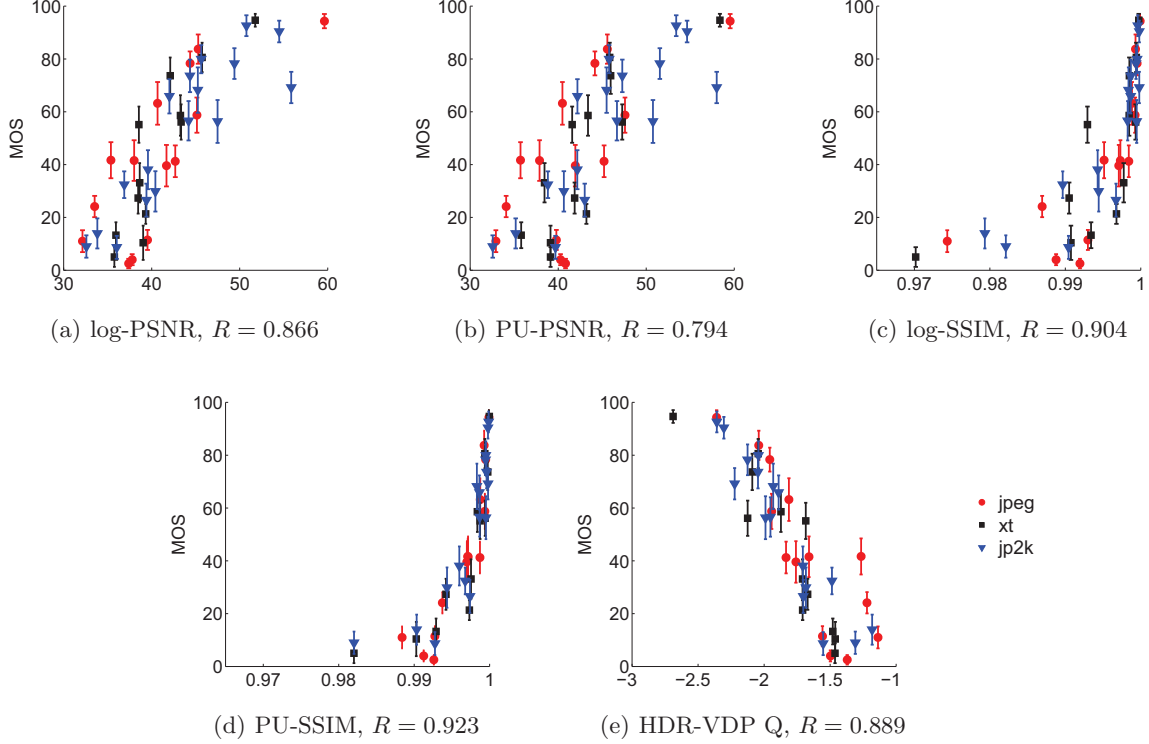 MOS
100
80
60
40
20
0
30 40 50 60
(a) log-PSNR, R = 0.866
MOS
100
80
60
40
20
0
30 40 50 60
(b) PU-PSNR, R = 0.794
MOS
100
80
60
40
20
0
0.97 0.98 0.99 1
(c) log-SSIM, R = 0.904
MOS
100
80
60
40
20
0
0.97 0.98 0.99 1
(d) PU-SSIM, R = 0.923
MOS
100
80
60
40
20
0
−3 −2.5 −2 −1.5 −1
(e) HDR-VDP Q, R = 0.889
jpeg
xt
jp2k